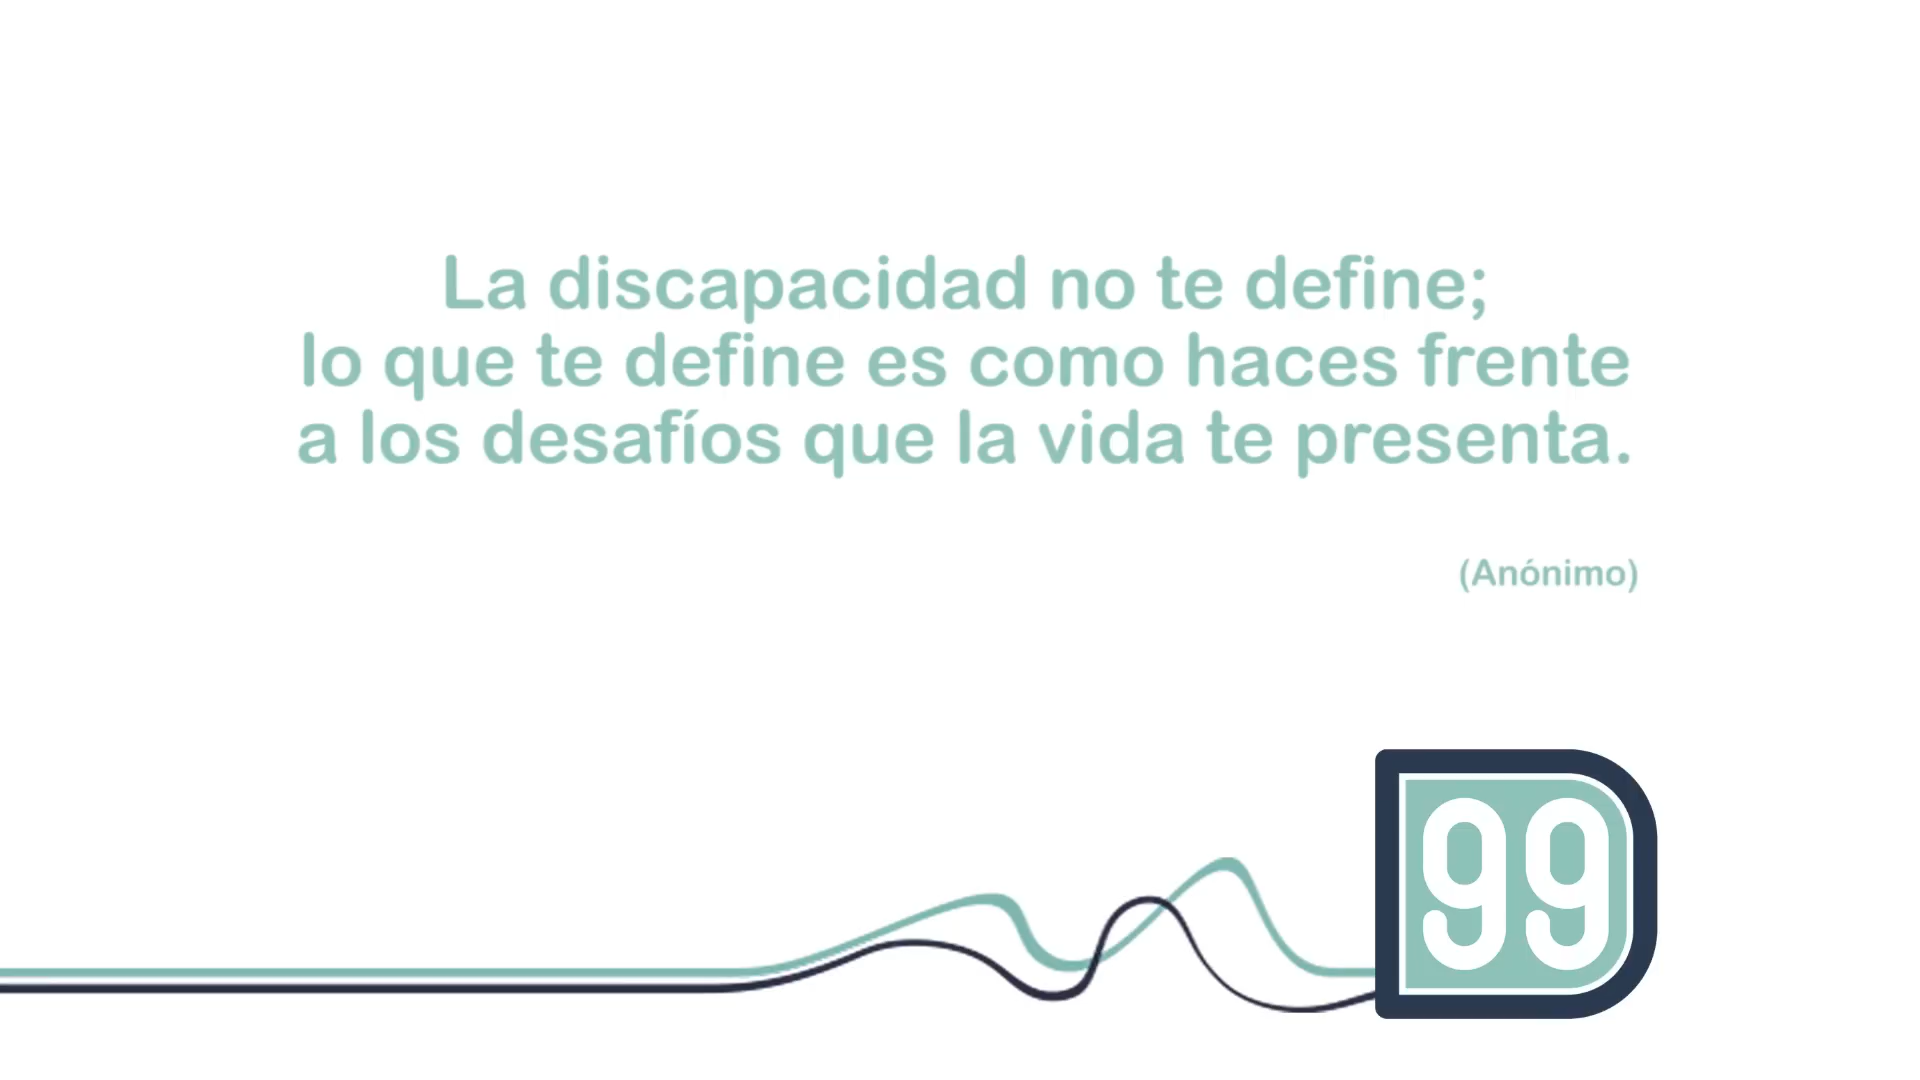 La discapacidad no te define;
lo que te define es como haces frente
a los desafíos que la vida te presenta.
(Anónimo)
99